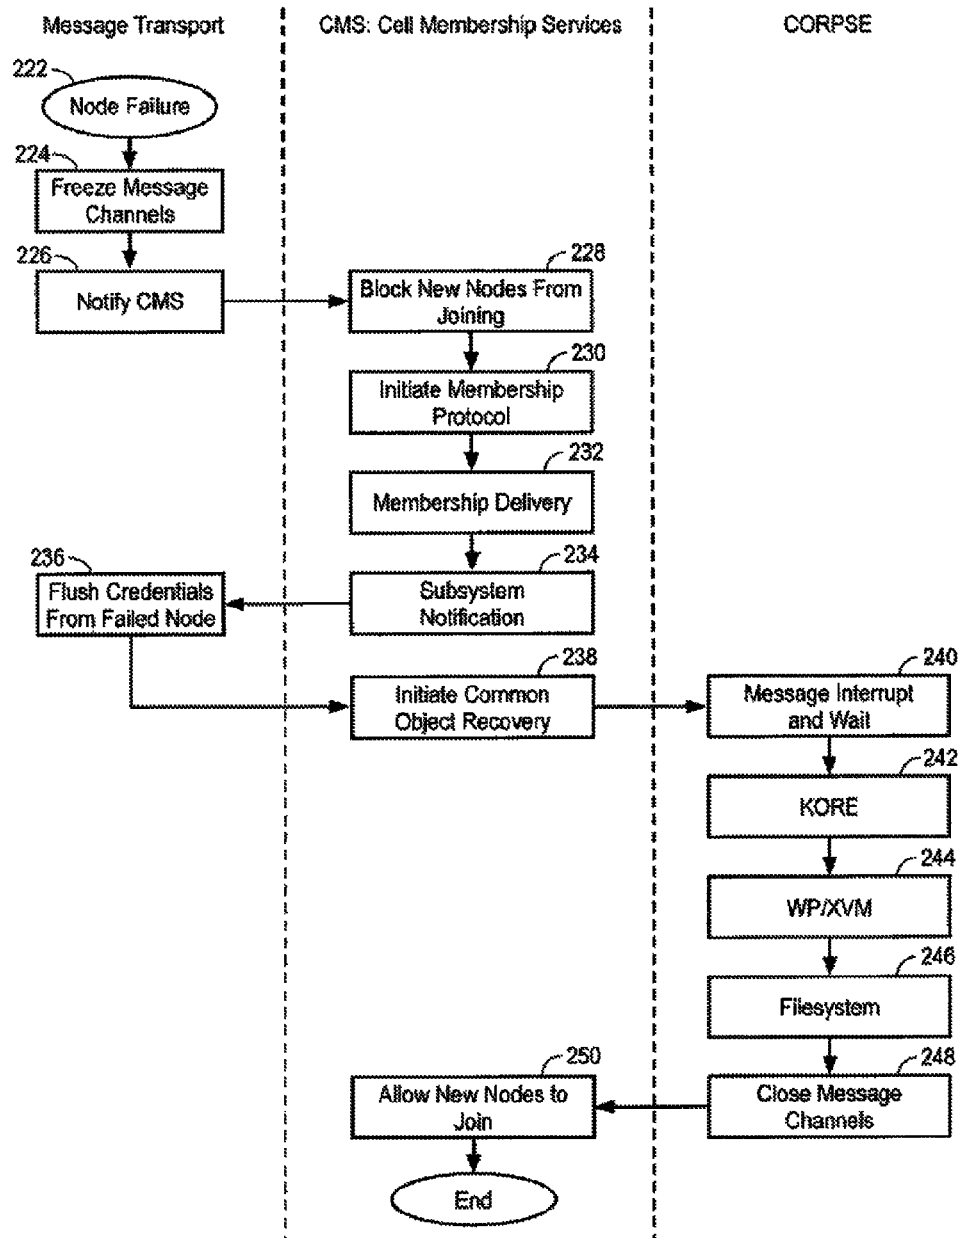 Message Transport
CMS: Cell Membership Services
CORPSE
222
Node Failure
224
Freeze Message
Channels
226
Notify CMS
228
Block New Nodes From
Joining
230
Initiate Membership
Protocol
232
Membership Delivery
234
Subsystem
Notification
236
Flush Credentials
From Failed Node
238
Initiate Common
Object Recovery
240
Message Interrupt
and Wait
242
KORE
244
WP/XVM
246
Filesystem
248
Close Message
Channels
250
Allow New Nodes to
Join
End